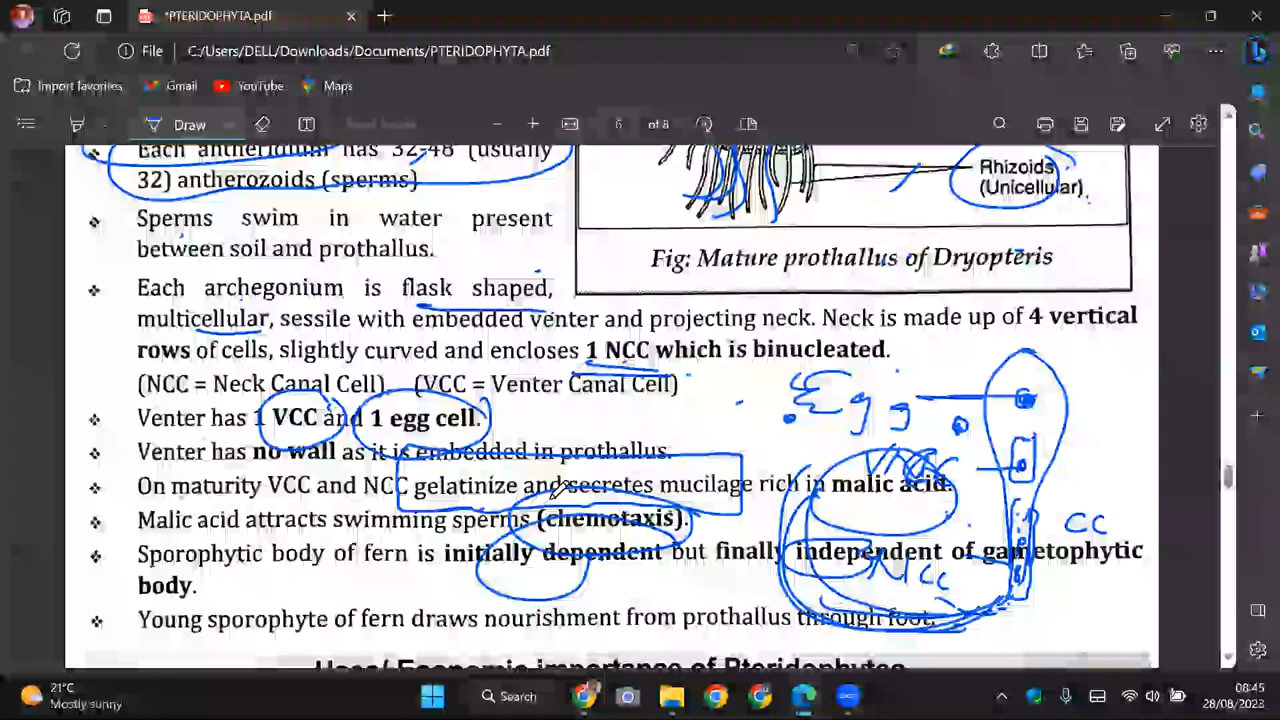 *PTERIDOPHYTA.pdf
File C:/Users/DELL/Downloads/Documents/PTERIDOPHYTA.pdf
Import favorites Gmail YouTube Maps
Draw 6 of 8
Each antheridium has 32-48 (usually
32) antherozoids (sperms)
Rhizoids
(Unicellular)
Sperms swim in water present
between soil and prothallus.
Fig: Mature prothallus of Dryopteris
Each archegonium is flask shaped,
multicellular, sessile with embedded venter and projecting neck. Neck is made up of 4 vertical
rows of cells, slightly curved and encloses 1 NCC which is binucleated.
(NCC = Neck Canal Cell) (VCC = Venter Canal Cell)
Egg
Venter has 1 VCC and 1 egg cell.
Venter has no wall as it is embedded in prothallus.
On maturity VCC and NCC gelatinize and secretes mucilage rich in malic acid.
Malic acid attracts swimming sperms (chemotaxis).
CC
Sporophytic body of fern is initially dependent but finally independent of gametophytic
body.
NCC
Young sporophyte of fern draws nourishment from prothallus through foot.
Uses/ Economic importance of Pteridophytes
21°C
Mostly sunny
Search
08:45
28/08/2023